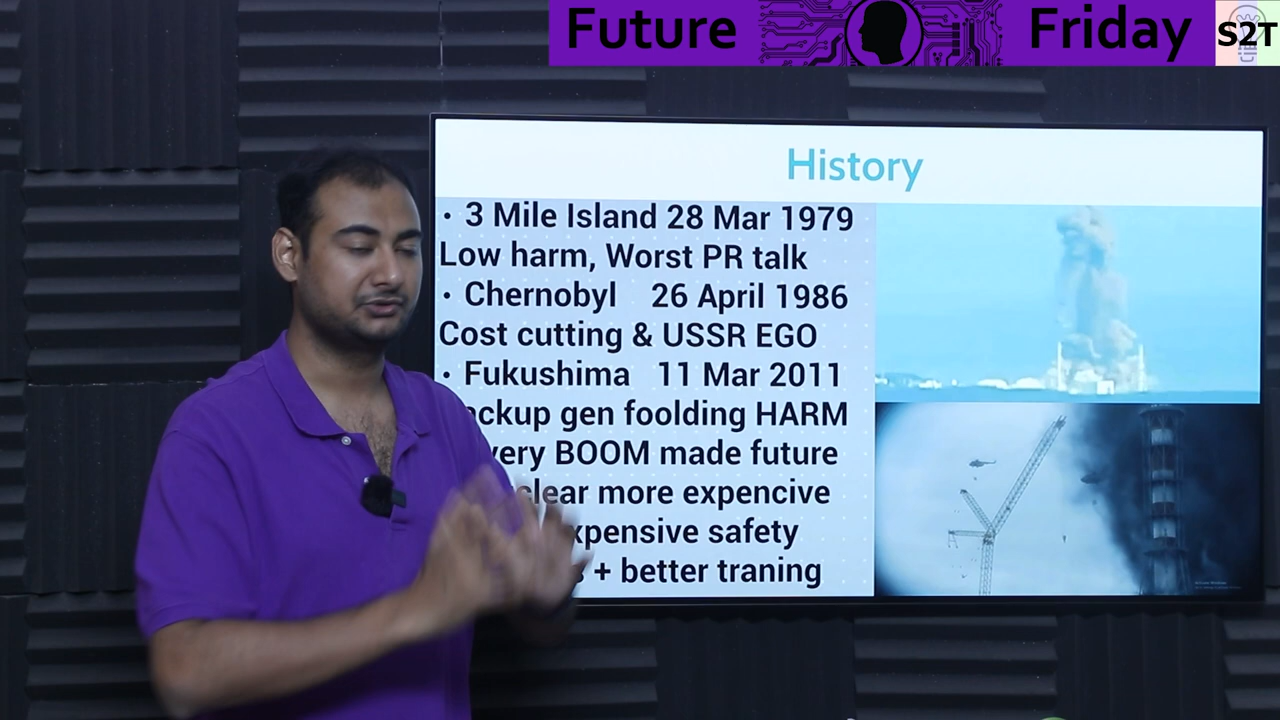 Future Friday
S2T
History
• 3 Mile Island 28 Mar 1979
Low harm, Worst PR talk
• Chernobyl 26 April 1986
Cost cutting & USSR EGO
• Fukushima 11 Mar 2011
ackup gen foolding HARM
very BOOM made future
clear more expencive
xpensive safety
+ better traning